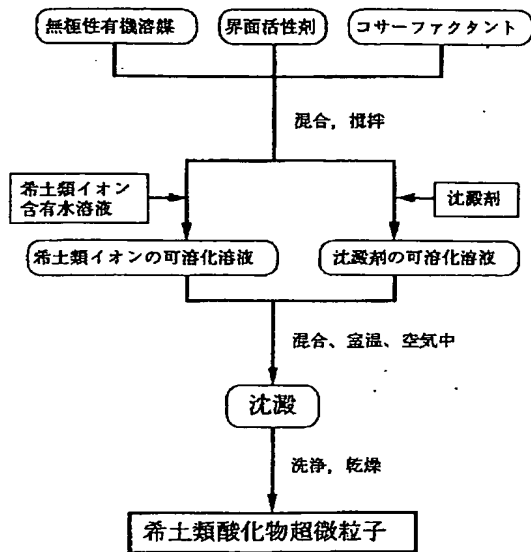 無極性有機溶媒
界面活性剤
コサーファクタント
混合,攪拌
希土類イオン
含有水溶液
沈澱剤
希土類イオンの可溶化溶液
沈澱剤の可溶化溶液
混合、室温、空気中
沈澱
洗浄,乾燥
希土類酸化物超微粒子